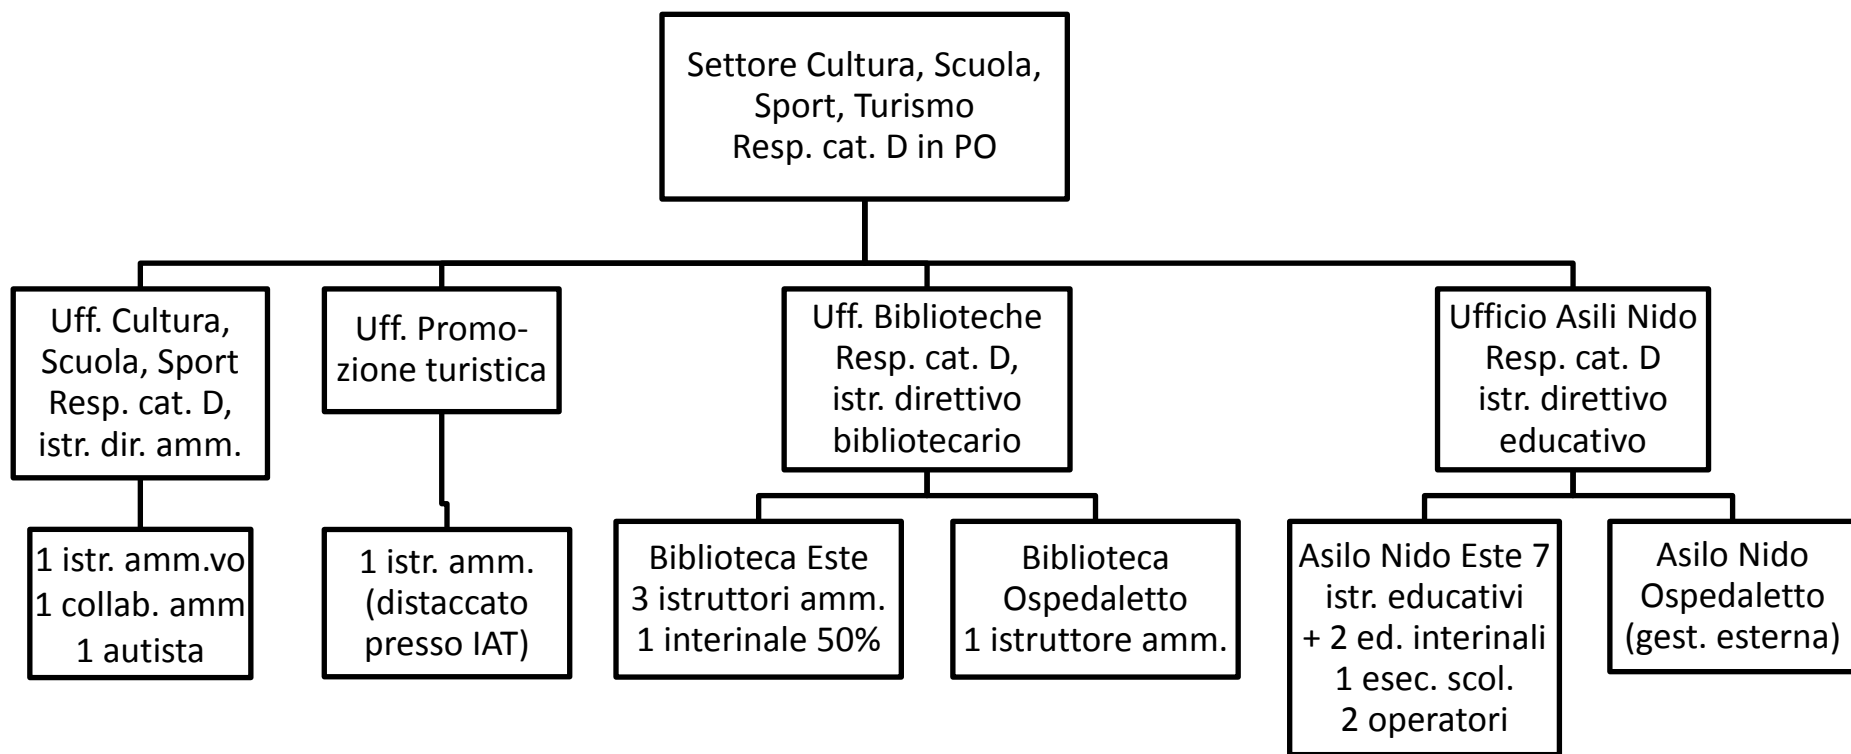 Settore Cultura, Scuola,
Sport, Turismo
Resp. cat. D in PO
Uff. Cultura,
Scuola, Sport
Resp. cat. D,
istr. dir. amm.
Uff. Promo-
zione turistica
Uff. Biblioteche
Resp. cat. D,
istr. direttivo
bibliotecario
Ufficio Asili Nido
Resp. cat. D
istr. direttivo
educativo
1 istr. amm.vo
1 collab. amm
1 autista
1 istr. amm.
(distaccato
presso IAT)
Biblioteca Este
3 istruttori amm.
1 interinale 50%
Biblioteca
Ospedaletto
1 istruttore amm.
Asilo Nido Este 7
istr. educativi
+ 2 ed. interinali
1 esec. scol.
2 operatori
Asilo Nido
Ospedaletto
(gest. esterna)